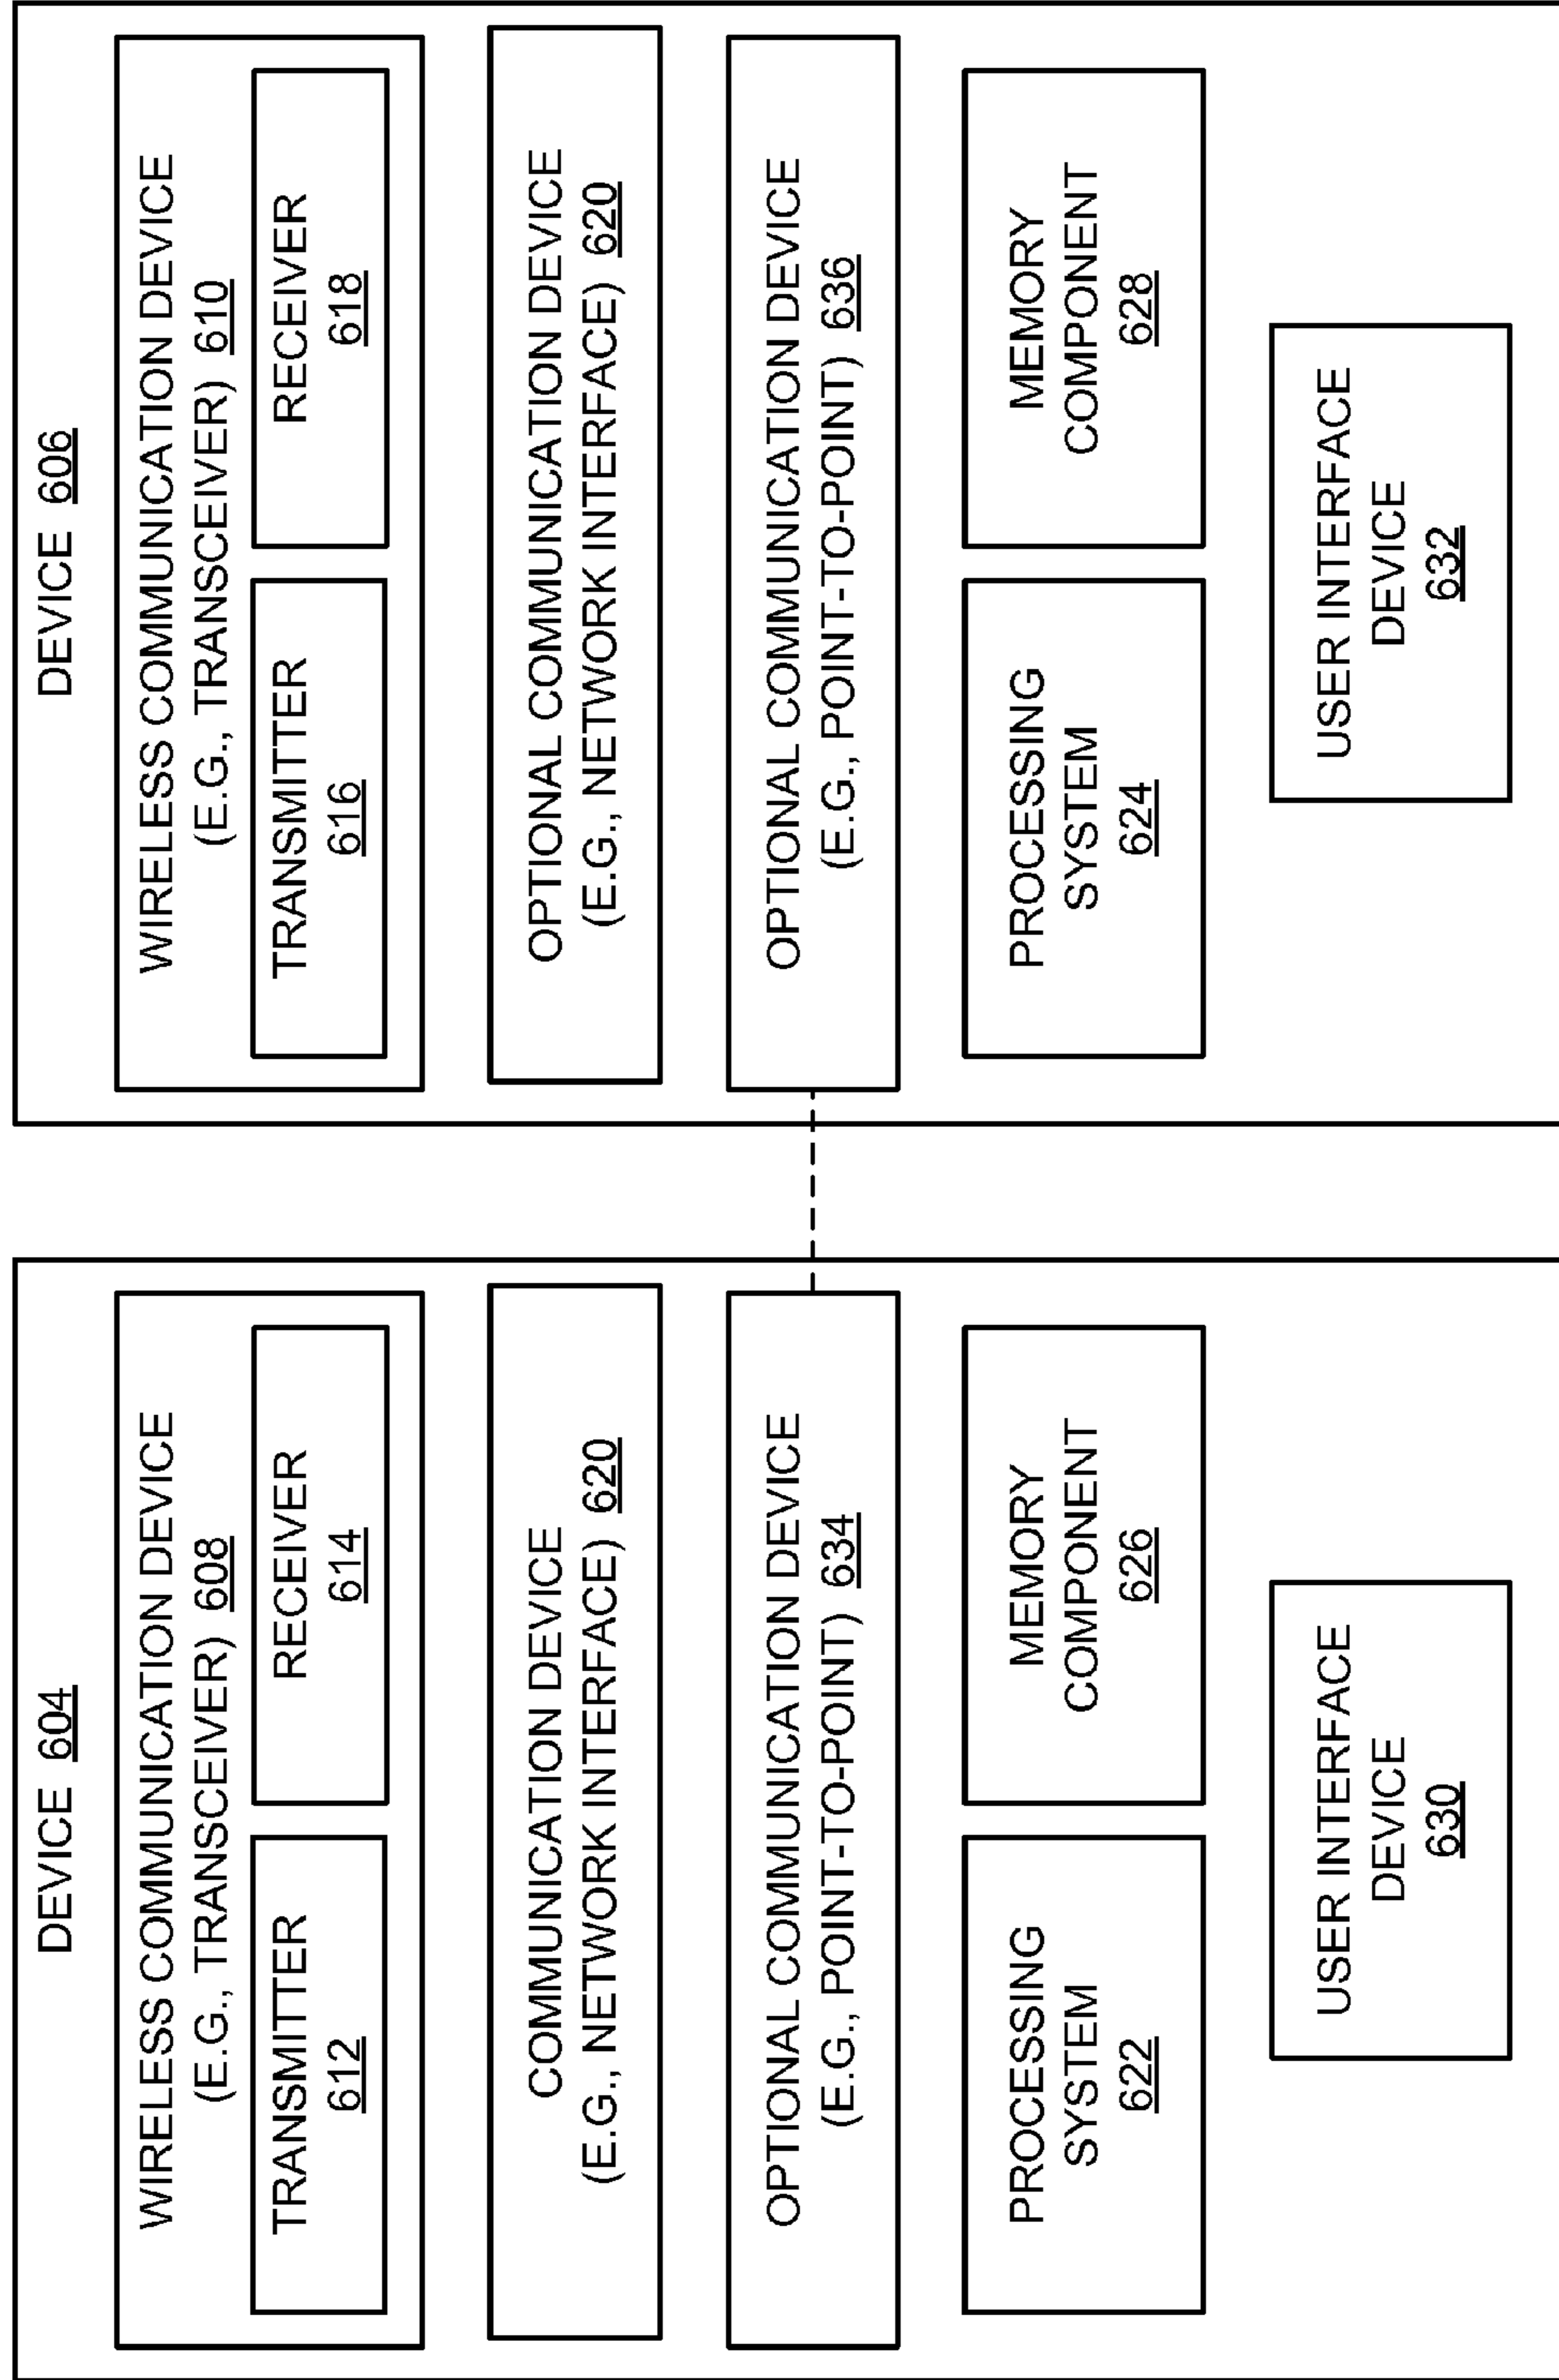 DEVICE 604
WIRELESS COMMUNICATION DEVICE
(E.G., TRANSCEIVER) 608
TRANSMITTER
612
RECEIVER
614
COMMUNICATION DEVICE
(E.G., NETWORK INTERFACE) 620
OPTIONAL COMMUNICATION DEVICE
(E.G., POINT-TO-POINT) 634
PROCESSING
SYSTEM
622
MEMORY
COMPONENT
626
USER INTERFACE
DEVICE
630
DEVICE 606
WIRELESS COMMUNICATION DEVICE
(E.G., TRANSCEIVER) 610
TRANSMITTER
616
RECEIVER
618
OPTIONAL COMMUNICATION DEVICE
(E.G., NETWORK INTERFACE) 620
OPTIONAL COMMUNICATION DEVICE
(E.G., POINT-TO-POINT) 636
PROCESSING
SYSTEM
624
MEMORY
COMPONENT
628
USER INTERFACE
DEVICE
632